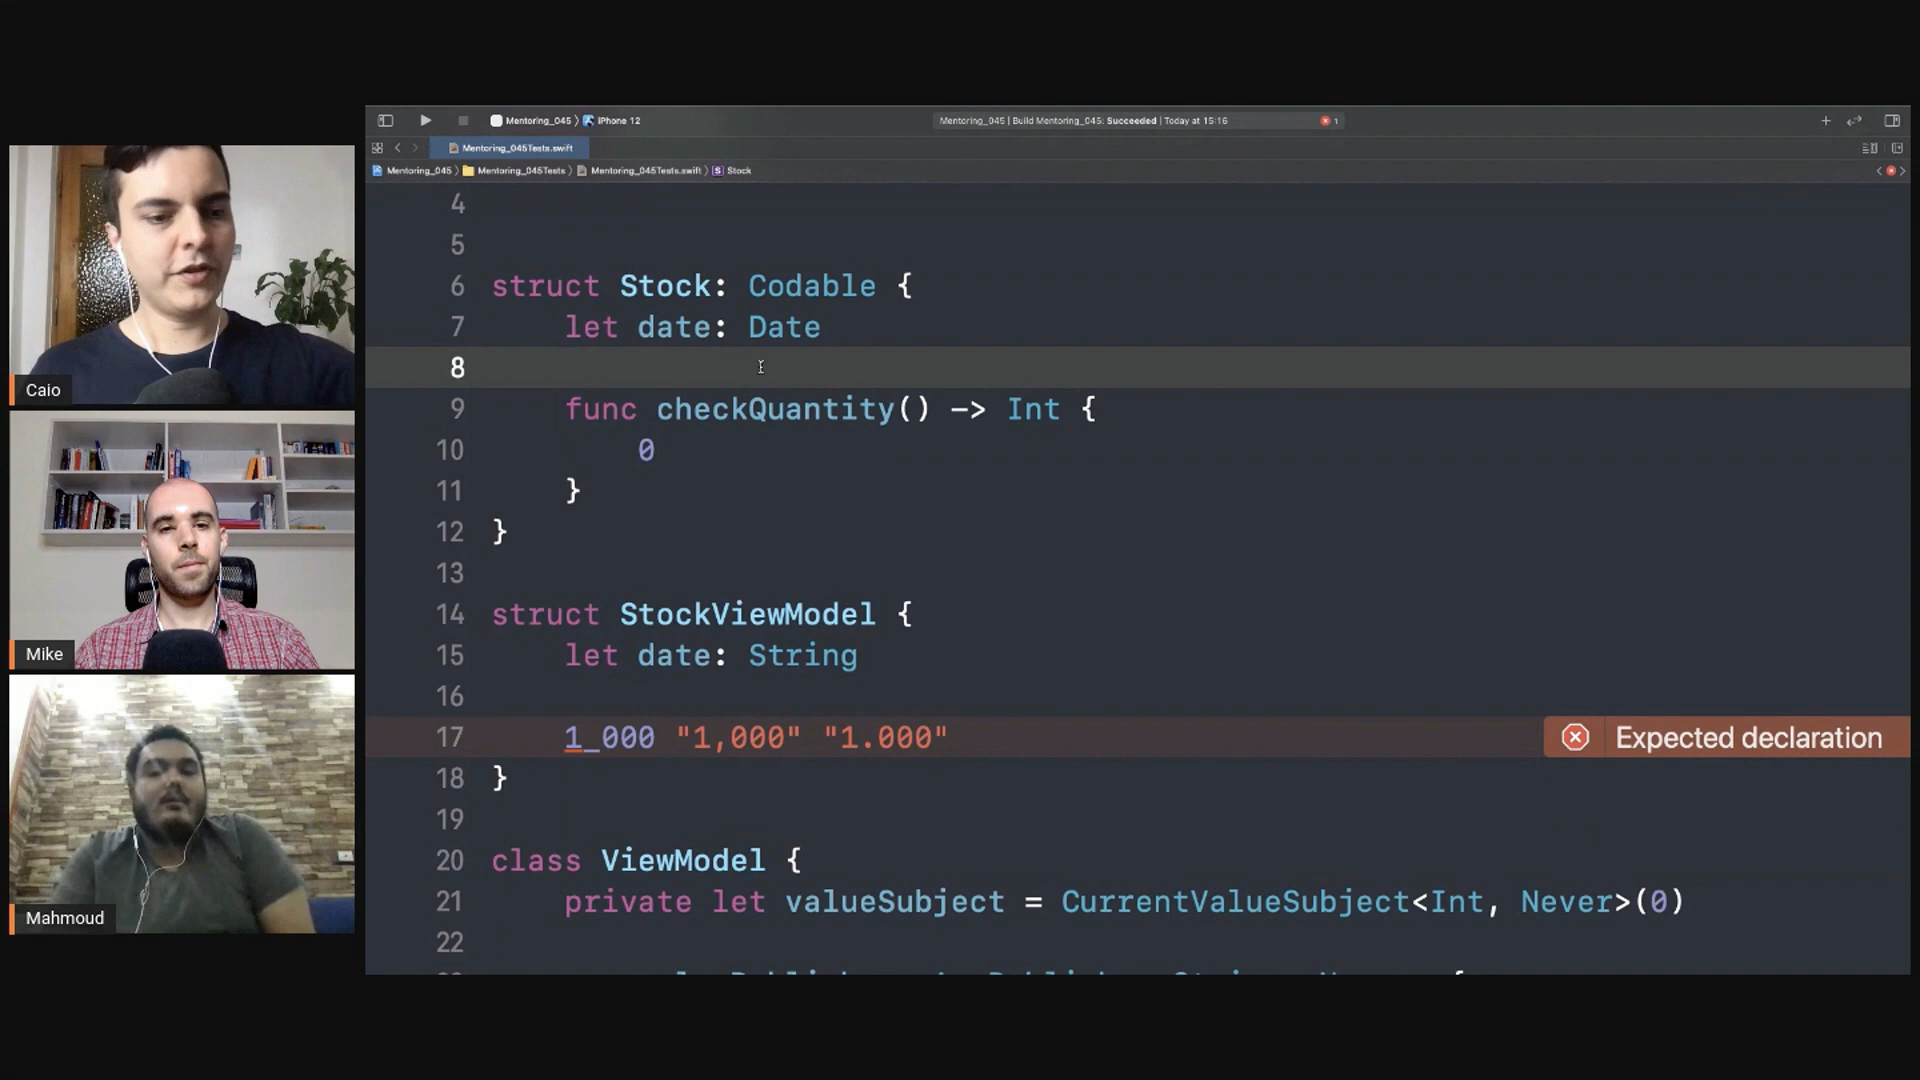 Mentoring_045 ⟩ iPhone 12
Mentoring_045 | Build Mentoring_045: Succeeded | Today at 15:16
1
Mentoring_045Tests.swift
Mentoring_045 ⟩ Mentoring_045Tests ⟩ Mentoring_045Tests.swift ⟩ S Stock
4
5
6 struct Stock: Codable {
7 let date: Date
8
9 func checkQuantity() -> Int {
10 0
11 }
12 }
13
14 struct StockViewModel {
15 let date: String
16
17 1_000 "1,000" "1.000"
Expected declaration
18 }
19
20 class ViewModel {
21 private let valueSubject = CurrentValueSubject<Int, Never>(0)
22
Caio
Mike
Mahmoud